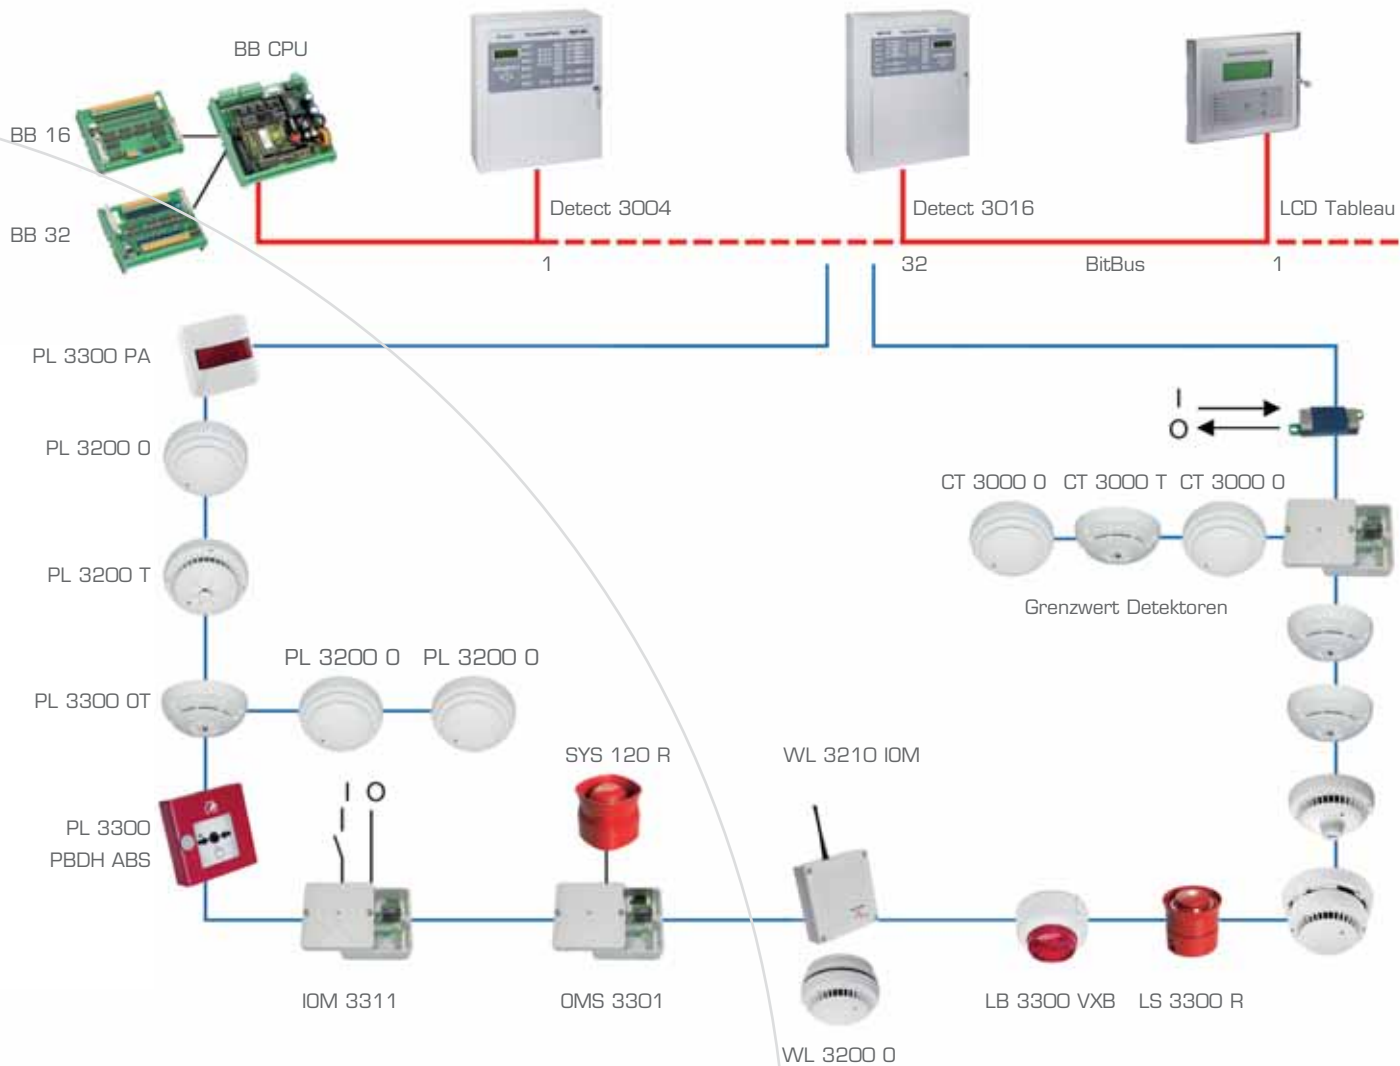 BB CPU
BB 16
BB 32
Detect 3004
Detect 3016
LCD Tableau
1
32
BitBus
1
PL 3300 PA
I
O
PL 3200 O
CT 3000 O
CT 3000 T
CT 3000 O
PL 3200 T
Grenzwert Detektoren
PL 3200 O
PL 3200 O
PL 3300 OT
SYS 120 R
WL 3210 IOM
I
O
PL 3300
PBDH ABS
IOM 3311
OMS 3301
LB 3300 VXB
LS 3300 R
WL 3200 O